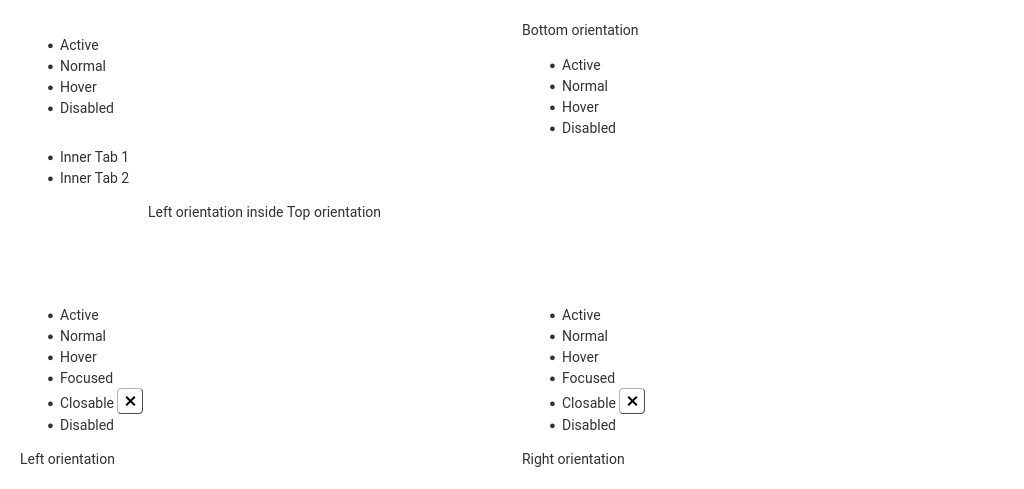 Active
Normal
Hover
Disabled
Inner Tab 1
Inner Tab 2
Left orientation inside Top orientation
Bottom orientation
Active
Normal
Hover
Disabled
Active
Normal
Hover
Focused
Closable
Disabled
Left orientation
Active
Normal
Hover
Focused
Closable
Disabled
Right orientation